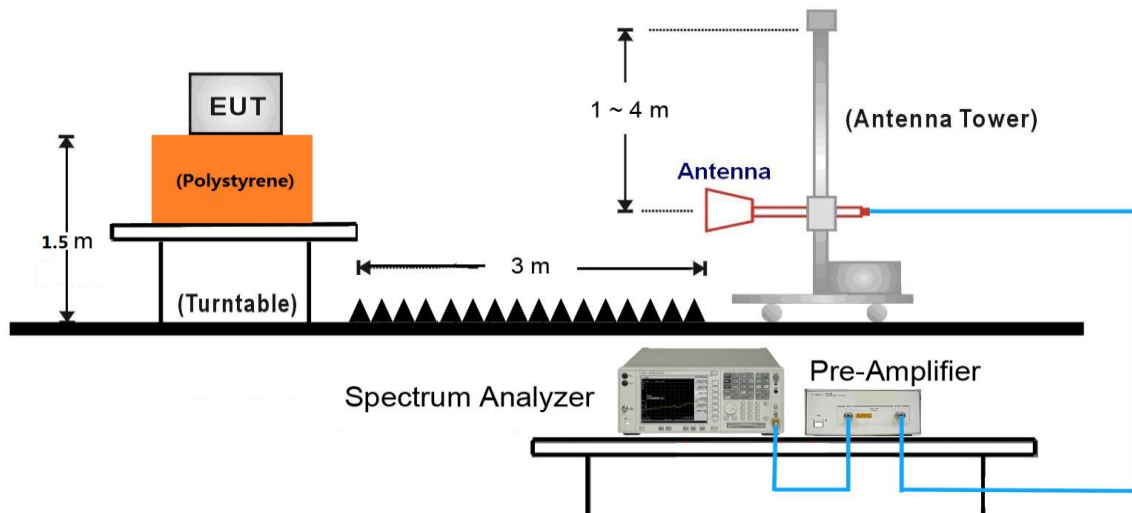 EUT
(Polystyrene)
1.5 m
(Turntable)
3 m
1 ~ 4 m
Antenna
(Antenna Tower)
Spectrum Analyzer
Pre-Amplifier